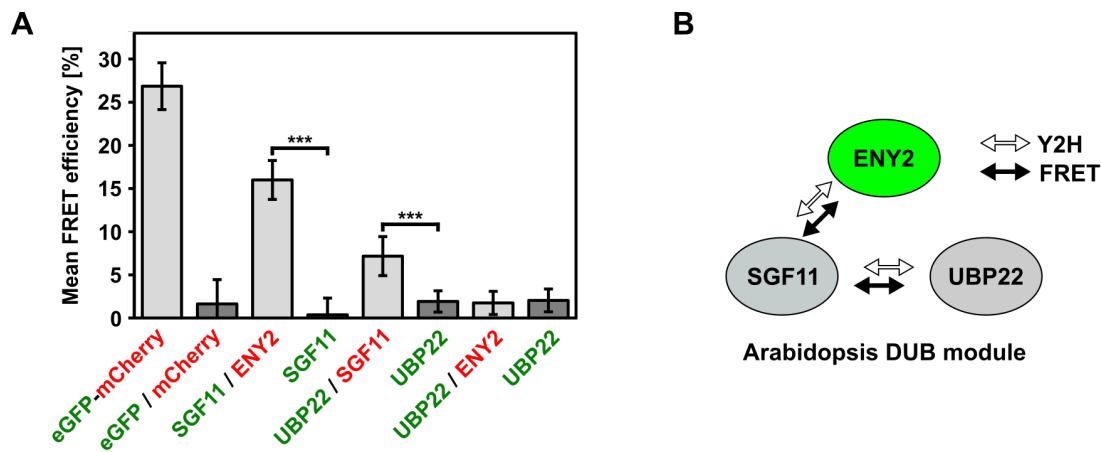 A
Mean FRET efficiency [%]
30
25
20
15
10
5
0
***
***
eGFP-mCherry
eGFP / mCherry
SGF11 / ENY2
SGF11
UBP22 / SGF11
UBP22
UBP22 / ENY2
UBP22
B
ENY2
Y2H
FRET
SGF11
UBP22
Arabidopsis DUB module